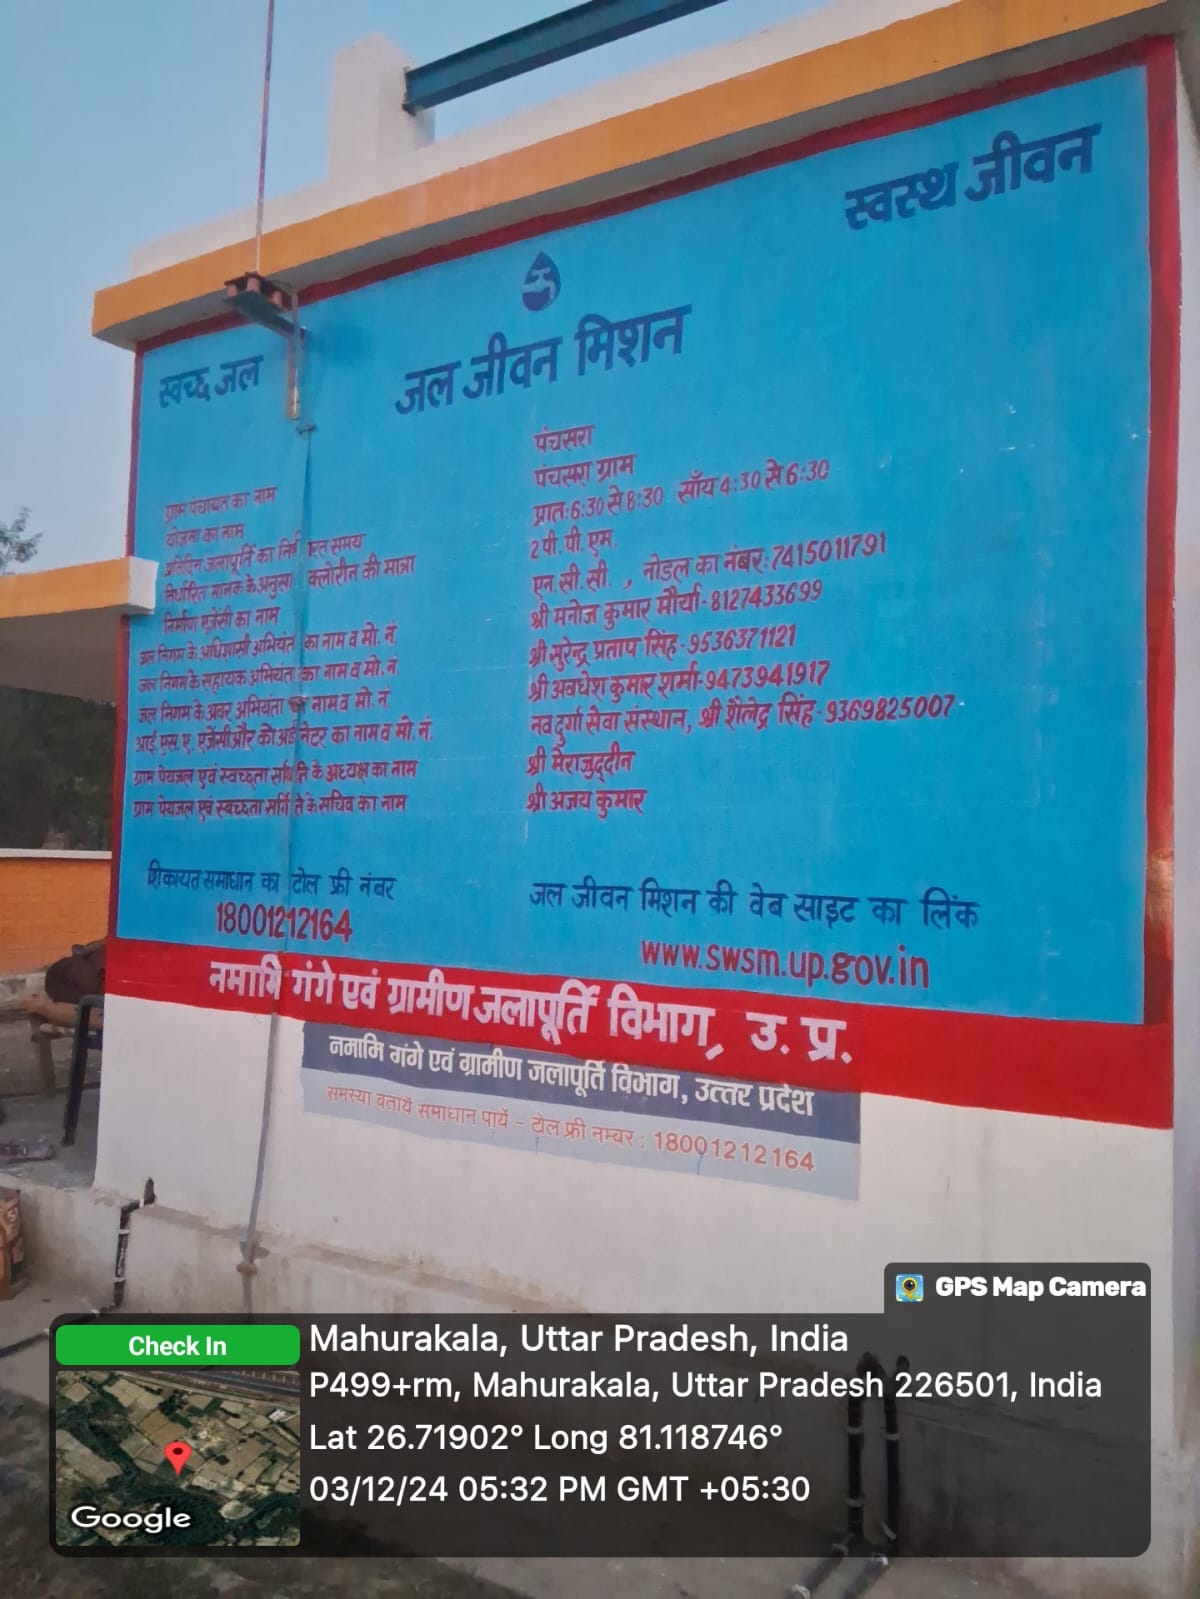 स्वस्थ जीवन
स्वच्छ जल
जल जीवन मिशन
ग्राम पंचायत का नाम पंचसरा
योजना का नाम पंचसरा ग्राम
प्रतिदिन जलापूर्ति का समय प्रातः 6:30 से 8:30 साँय 4:30 से 6:30
निर्धारित मानक के अनुसा क्लोरीन की मात्रा 2 पी. पी. एम.
निर्माण एजेंसी का नाम एन. सी. सी. , नोडल का नंबर:7415011791
जल निगम के अधिशासी अभियंत का नाम व मो. नं. श्री मनोज कुमार मौर्या-8127433699
जल निगम के सहायक अभियंता का नाम व मो. नं. श्री सुरेन्द्र प्रताप सिंह-9536371121
जल निगम के अवर अभियंता का नाम व मो. नं. श्री अवधेश कुमार शर्मा-9473941917
आई. एस. ए. एजेंसी और कोआर्ड नेटर का नाम व मो. नं. नव दुर्गा सेवा संस्थान, श्री शैलेद्र सिंह-9369825007
ग्राम पेयजल एवं स्वच्छता समिति के अध्यक्ष का नाम श्री मैराजुद्दीन
ग्राम पेयजल एवं स्वच्छता समिति के सचिव का नाम श्री अजय कुमार
शिकायत समाधान का टोल फ्री नंबर
18001212164
जल जीवन मिशन की वेब साइट का लिंक
www.swsm.up.gov.in
नमामि गंगे एवं ग्रामीण जलापूर्ति विभाग, उ. प्र.
नमामि गंगे एवं ग्रामीण जलापूर्ति विभाग, उत्तर प्रदेश
समस्या बतायें समाधान पायें - टोल फ्री नम्बर : 18001212164
GPS Map Camera
Check In
Mahurakala, Uttar Pradesh, India
P499+rm, Mahurakala, Uttar Pradesh 226501, India
Lat 26.71902° Long 81.118746°
03/12/24 05:32 PM GMT +05:30
Google